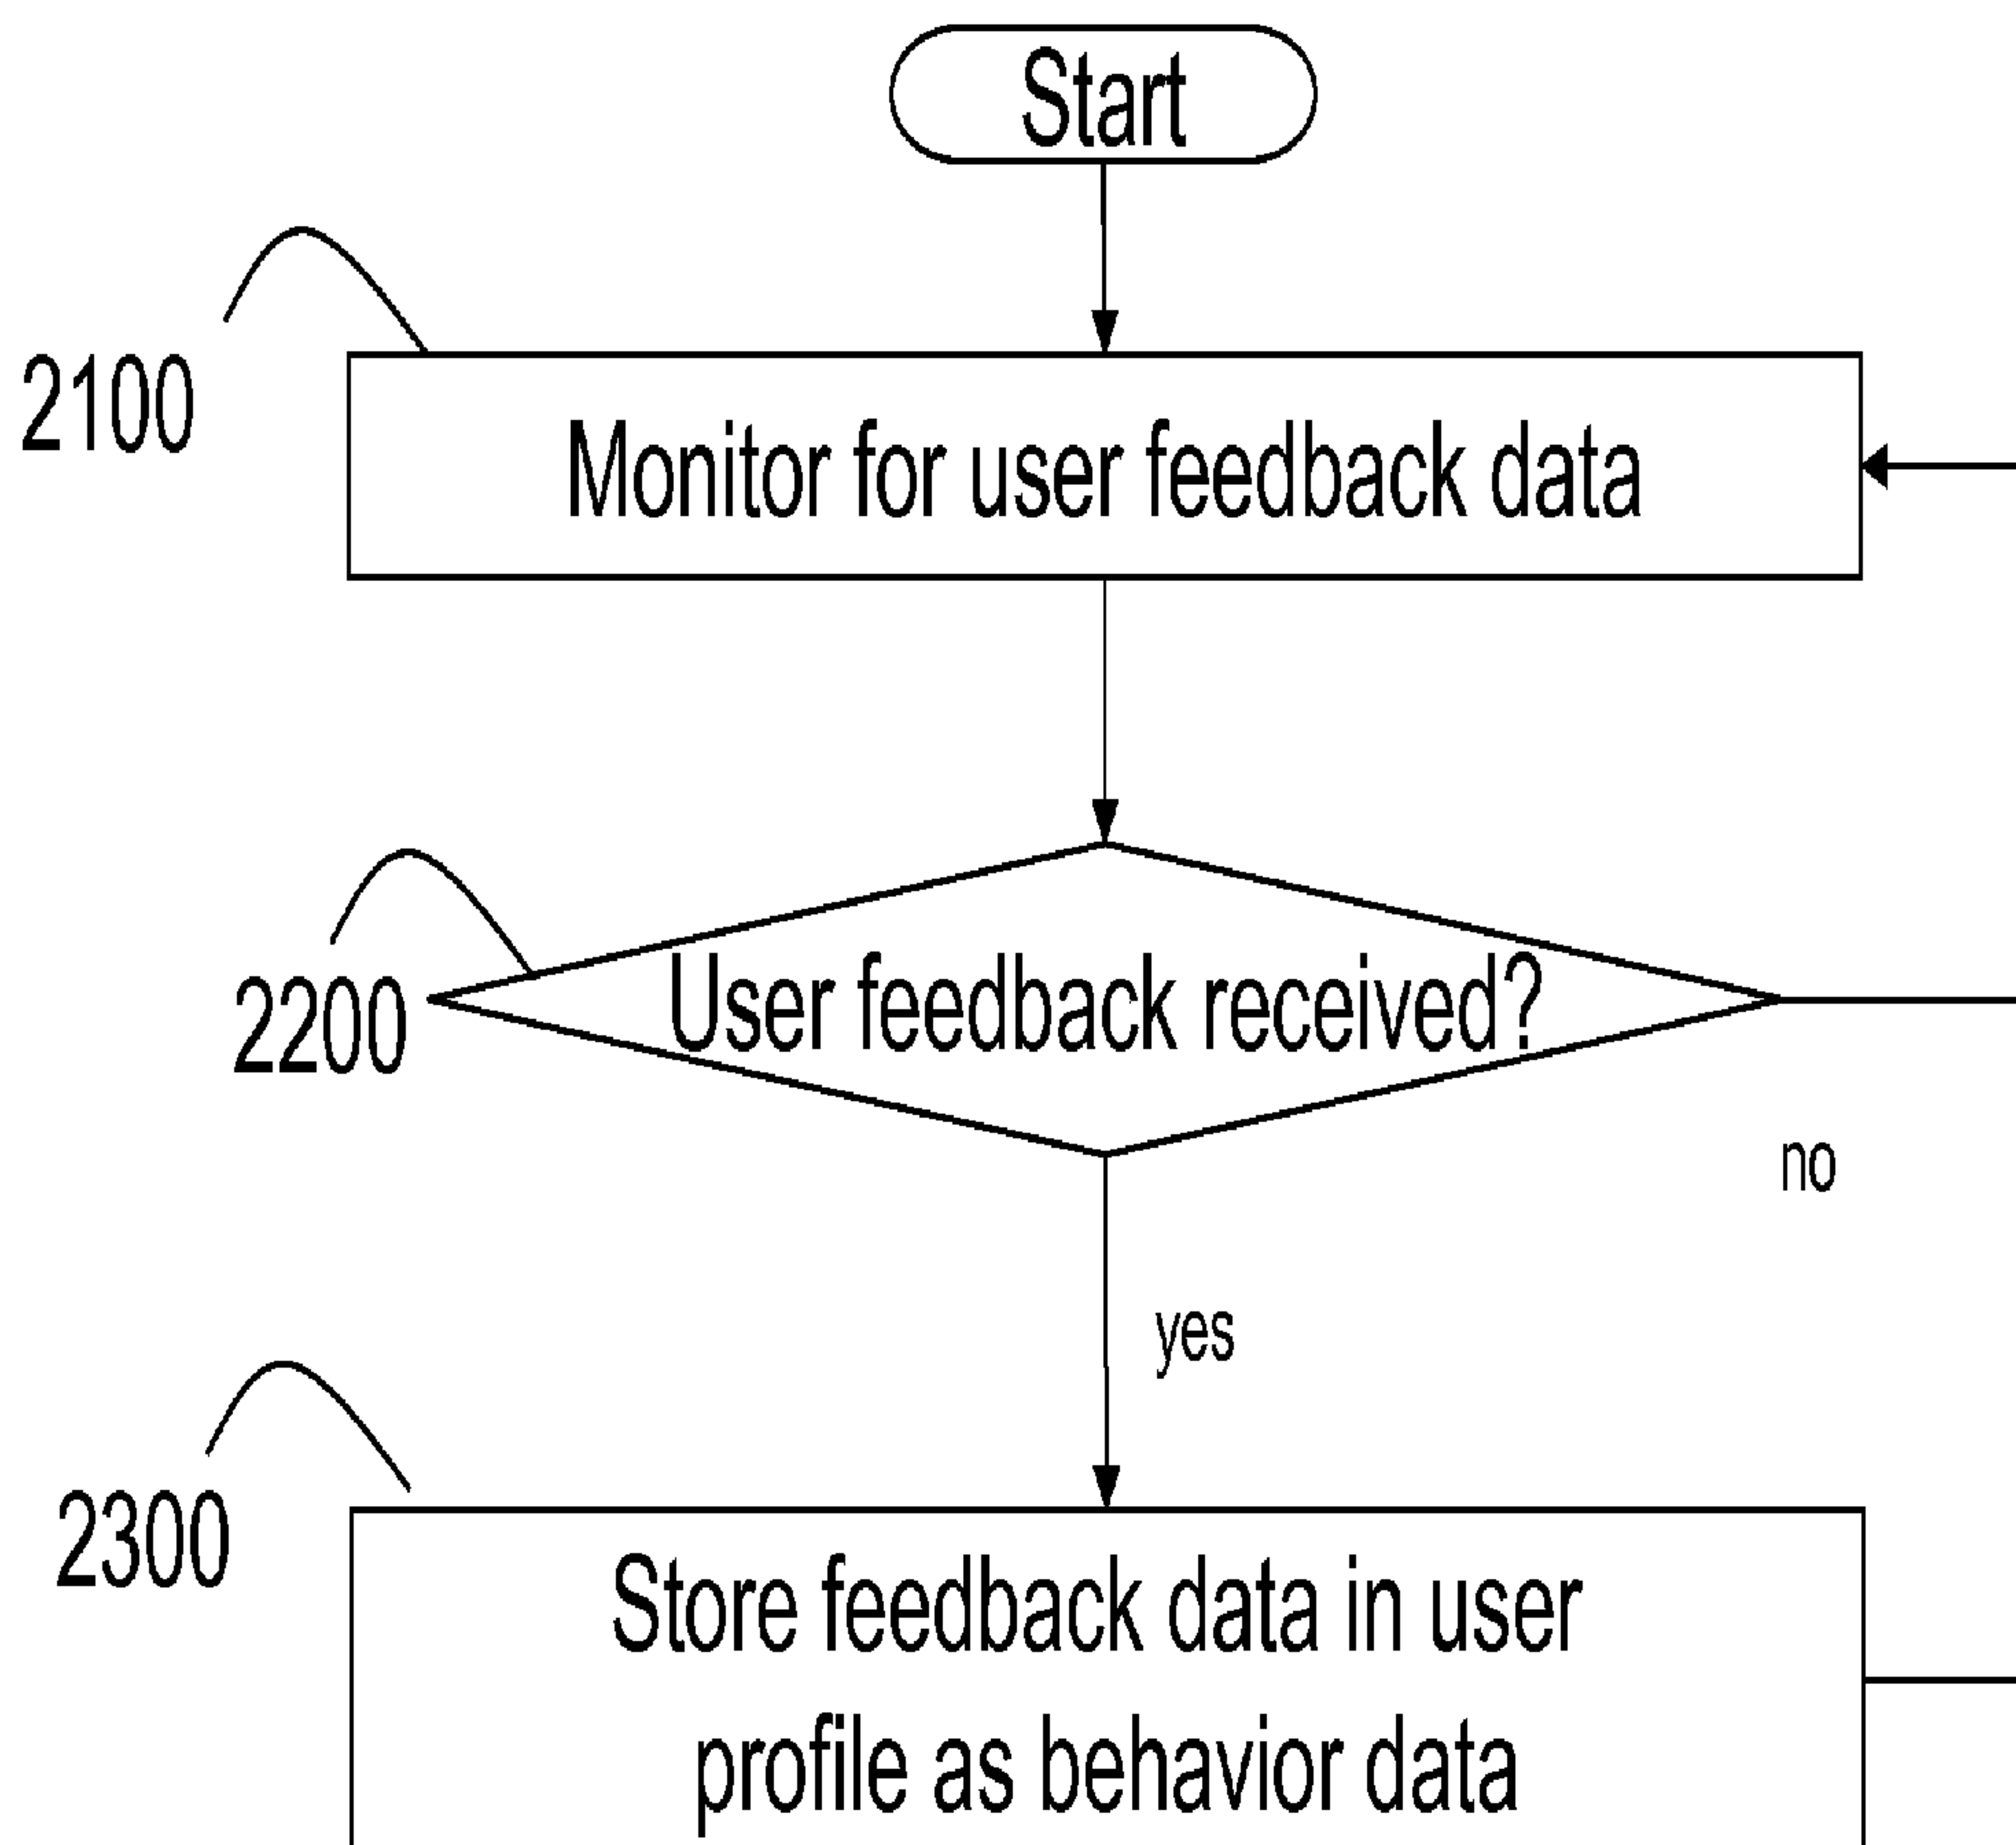 Start
2100
Monitor for user feedback data
2200
User feedback received?
no
yes
2300
Store feedback data in user
profile as behavior data